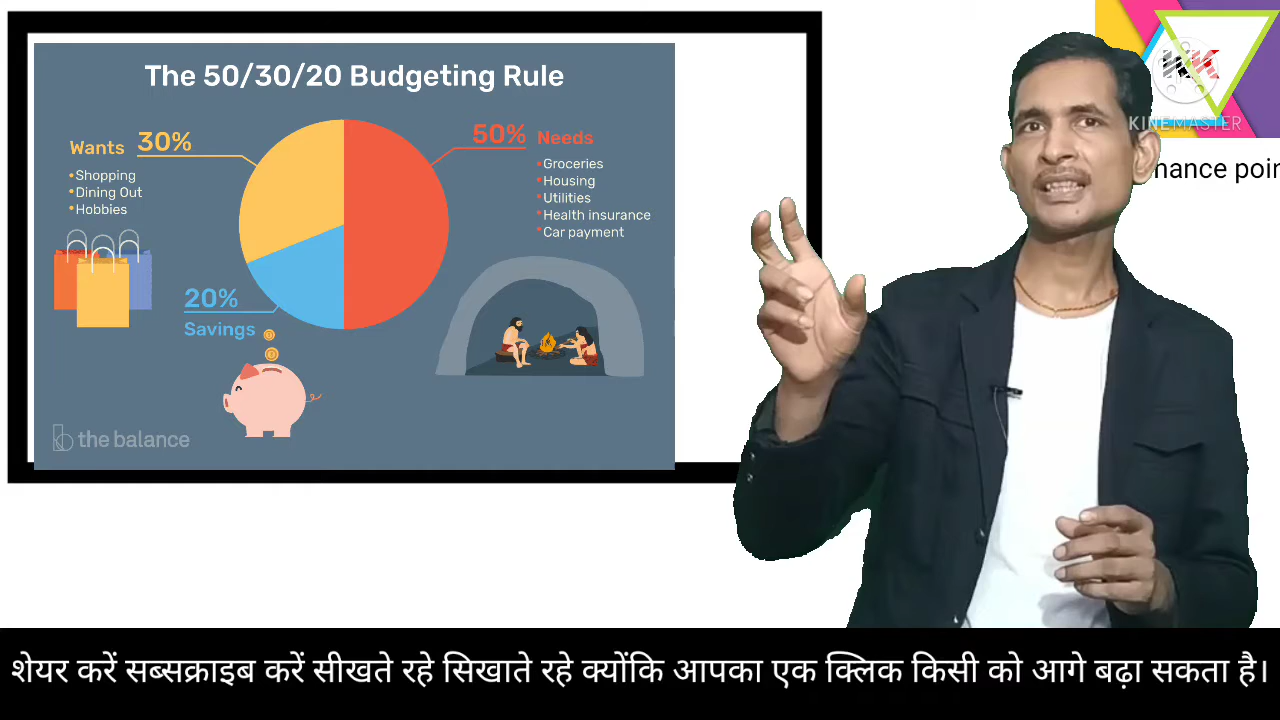 The 50/30/20 Budgeting Rule
Wants 30%
•Shopping
•Dining Out
•Hobbies
50% Needs
•Groceries
•Housing
•Utilities
•Health insurance
•Car payment
20%
Savings
the balance
KK
KINEMASTER
nance poin
शेयर करें सब्सक्राइब करें सीखते रहे सिखाते रहे क्योंकि आपका एक क्लिक किसी को आगे बढ़ा सकता है।